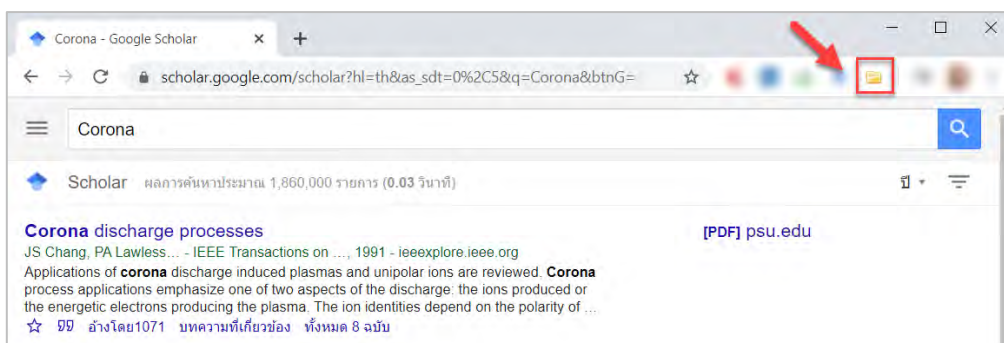 Corona - Google Scholar
scholar.google.com/scholar?hl=th&as_sdt=0%2C5&q=Corona&btnG=
Corona
Scholar ผลการค้นหาประมาณ 1,860,000 รายการ (0.03 วินาที) ปี
Corona discharge processes [PDF] psu.edu
JS Chang, PA Lawless... - IEEE Transactions on ..., 1991 - ieeexplore.ieee.org
Applications of corona discharge induced plasmas and unipolar ions are reviewed. Corona
process applications emphasize one of two aspects of the discharge: the ions produced or
the energetic electrons producing the plasma. The ion identities depend on the polarity of ...
อ้างโดย1071 บทความที่เกี่ยวข้อง ทั้งหมด 8 ฉบับ